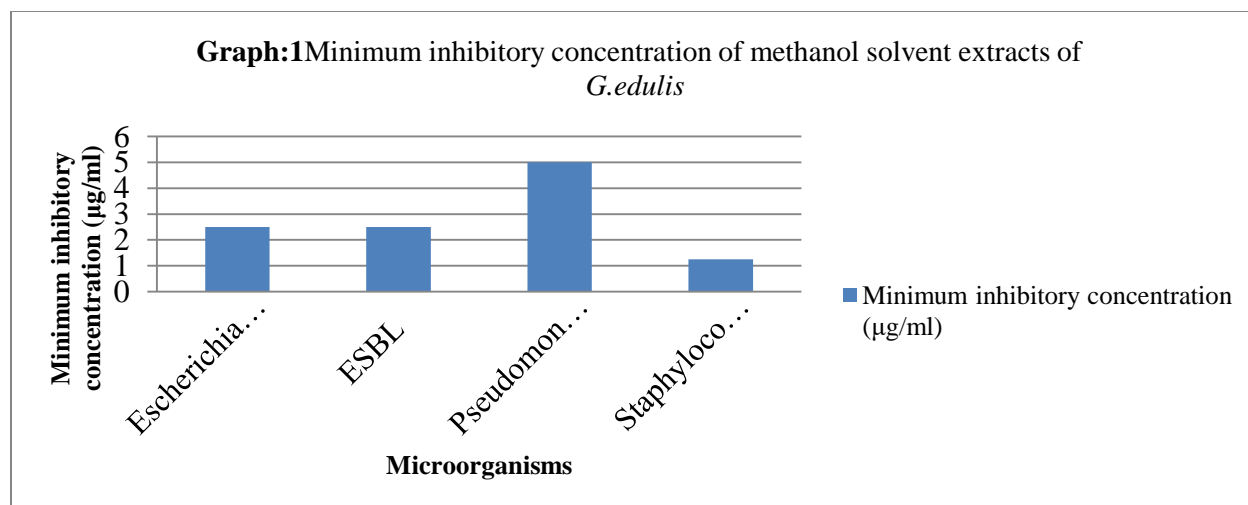 Graph:1Minimum inhibitory concentration of methanol solvent extracts of
G.edulis
Minimum inhibitory
concentration (µg/ml)
6
5
4
3
2
1
0
Escherichia…
ESBL
Pseudomon…
Staphyloco…
Microorganisms
Minimum inhibitory concentration
(µg/ml)